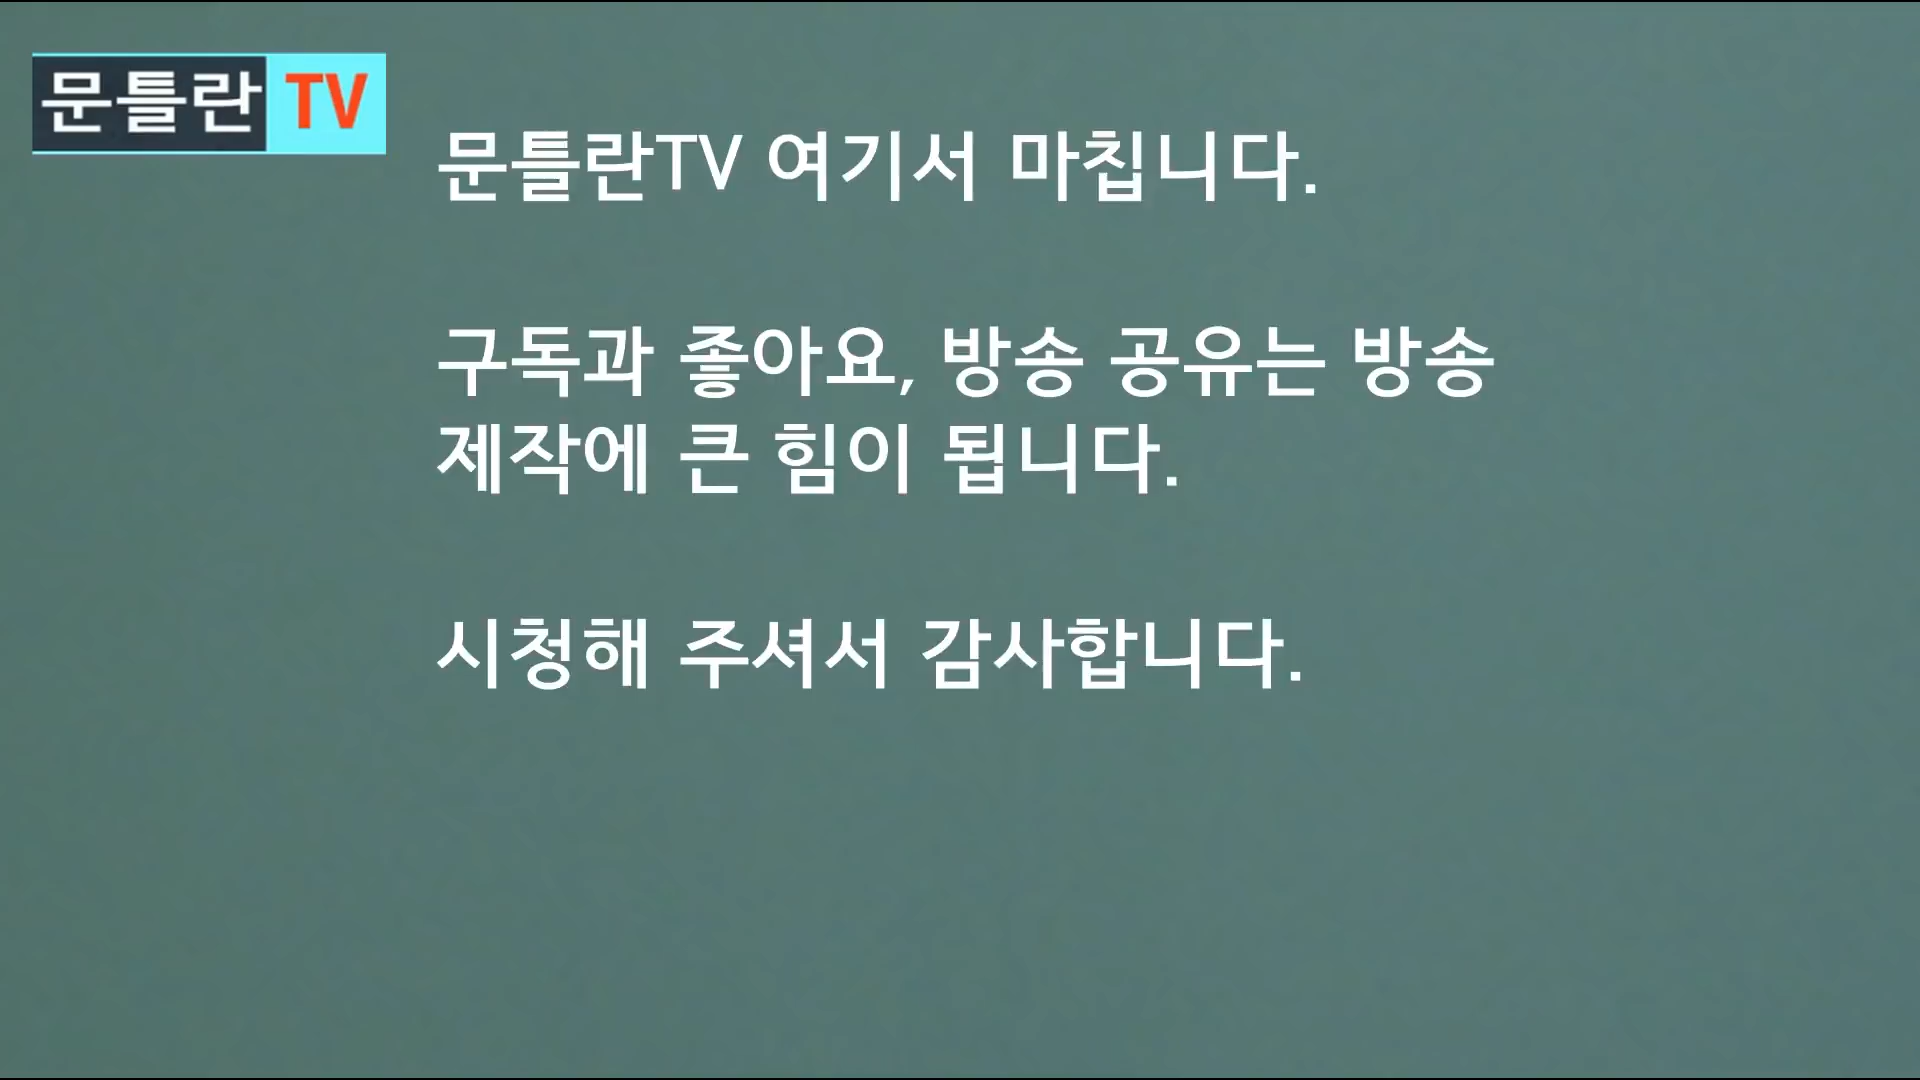 문틀란 TV
문틀란TV 여기서 마칩니다.
구독과 좋아요, 방송 공유는 방송
제작에 큰 힘이 됩니다.
시청해 주셔서 감사합니다.